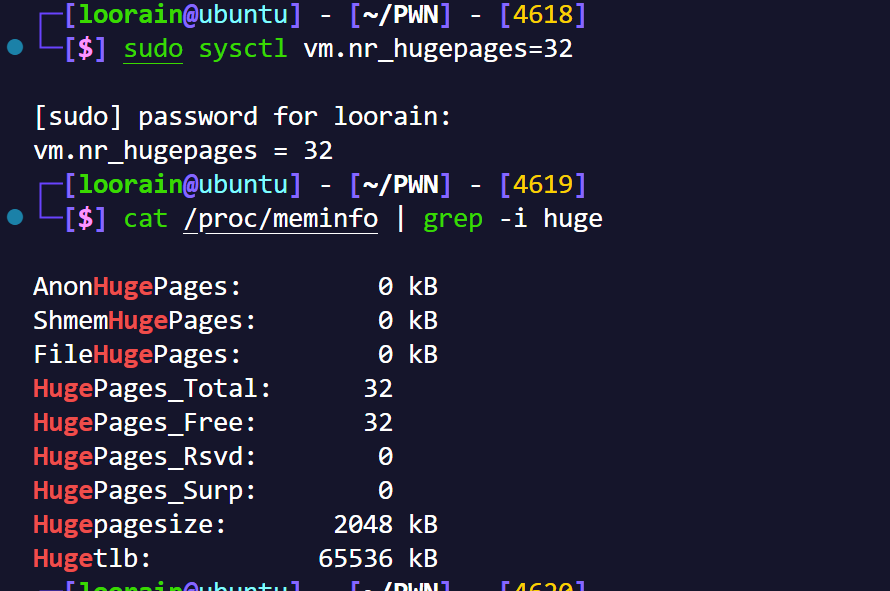 [loorain@ubuntu] - [~/PWN] - [4618]
[$] sudo sysctl vm.nr_hugepages=32
[sudo] password for loorain:
vm.nr_hugepages = 32
[loorain@ubuntu] - [~/PWN] - [4619]
[$] cat /proc/meminfo | grep -i huge
AnonHugePages:         0 kB
ShmemHugePages:        0 kB
FileHugePages:         0 kB
HugePages_Total:      32
HugePages_Free:       32
HugePages_Rsvd:        0
HugePages_Surp:        0
Hugepagesize:       2048 kB
Hugetlb:           65536 kB
[loorain@ubuntu] - [~/PWN] - [4620]